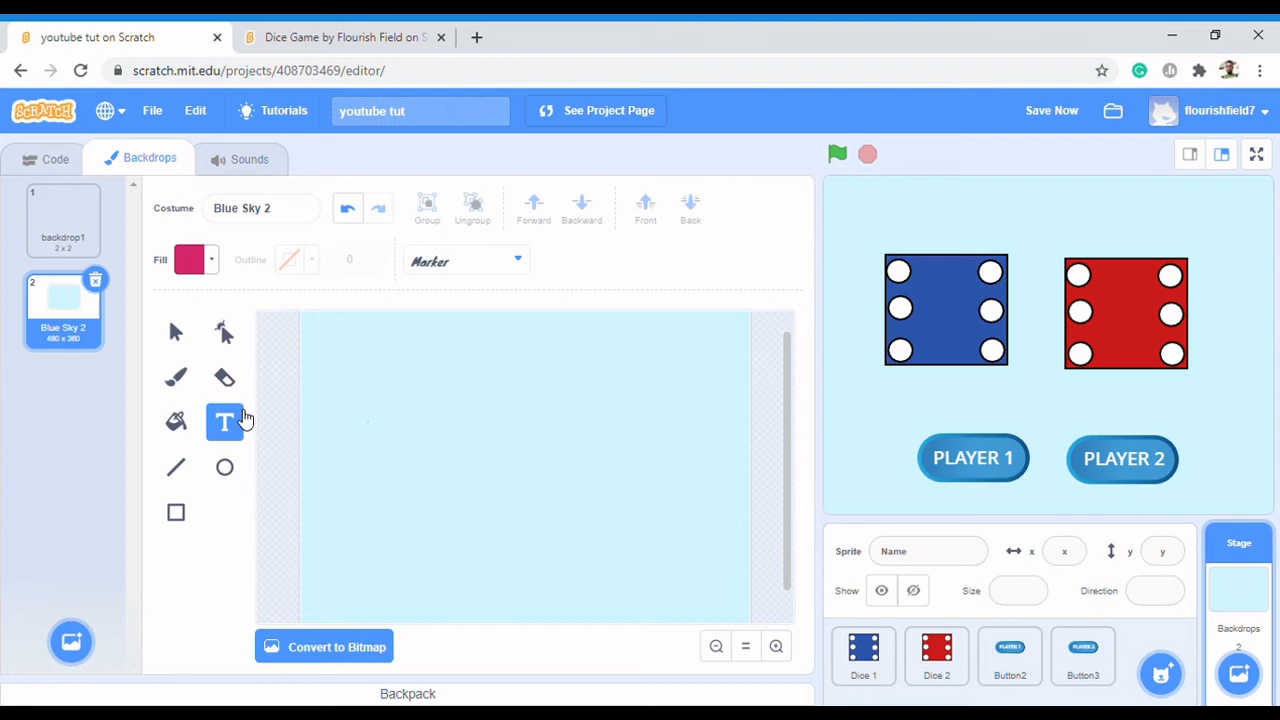 youtube tut on Scratch
Dice Game by Flourish Field on S
scratch.mit.edu/projects/408703469/editor/
SCRATCH
File
Edit
Tutorials
youtube tut
See Project Page
Save Now
flourishfield7
Code
Backdrops
Sounds
1
backdrop1
2 x 2
2
Blue Sky 2
480 x 360
Costume
Blue Sky 2
Group
Ungroup
Forward
Backward
Front
Back
Fill
Outline
0
Marker
T
Convert to Bitmap
Backpack
PLAYER 1
PLAYER 2
Sprite
Name
x
x
y
y
Show
Size
Direction
Stage
Backdrops
2
PLAYER 1
PLAYER 2
Dice 1
Dice 2
Button2
Button3